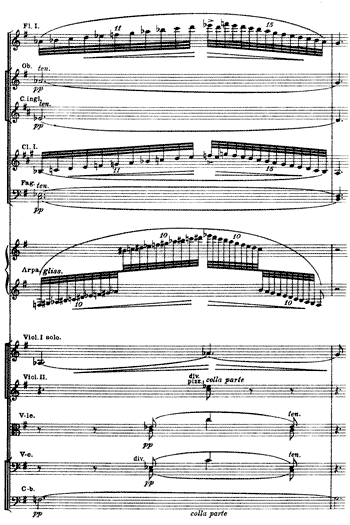 Fl. I.
11
15
Ob. ten.
pp
C. ingl. ten.
pp
Cl. I.
11
15
Fag. ten.
pp
10
10
Arpa gliss.
10
10
Viol. I solo.
pp
Viol. II.
div.
pizz. colla parte
V-le.
ten.
pp
V-c.
div.
ten.
pp
C-b.
pp
colla parte